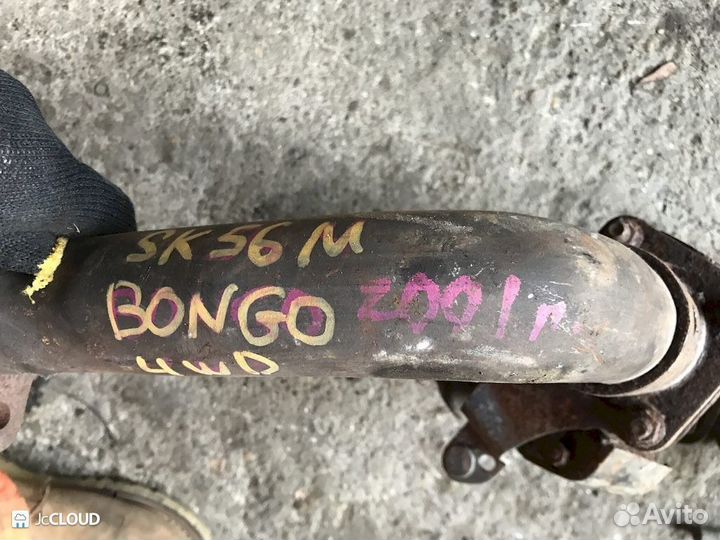 SK56M
BONGO 2001г.
4WD
JcCLOUD
Avito